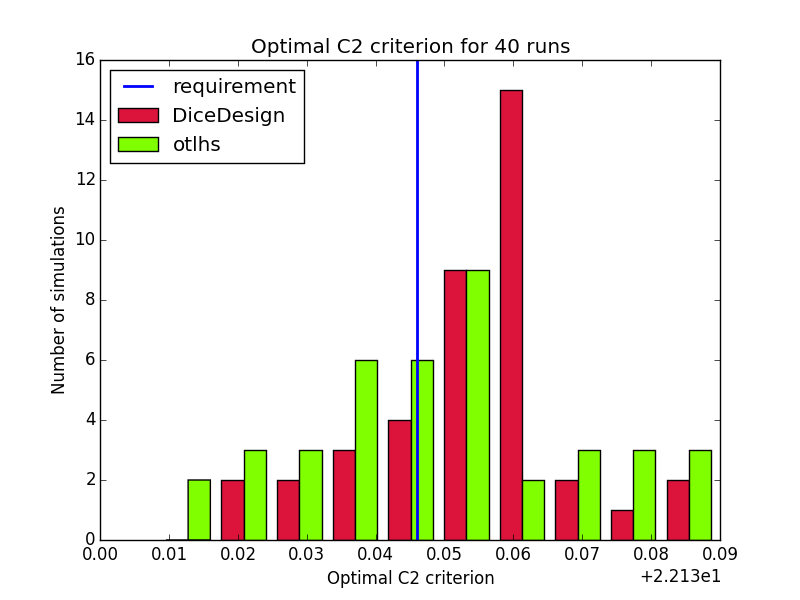 Optimal C2 criterion for 40 runs
requirement
DiceDesign
otlhs
16
14
12
10
8
6
4
2
0
Number of simulations
0.00 0.01 0.02 0.03 0.04 0.05 0.06 0.07 0.08 0.09
Optimal C2 criterion
+2.213e1